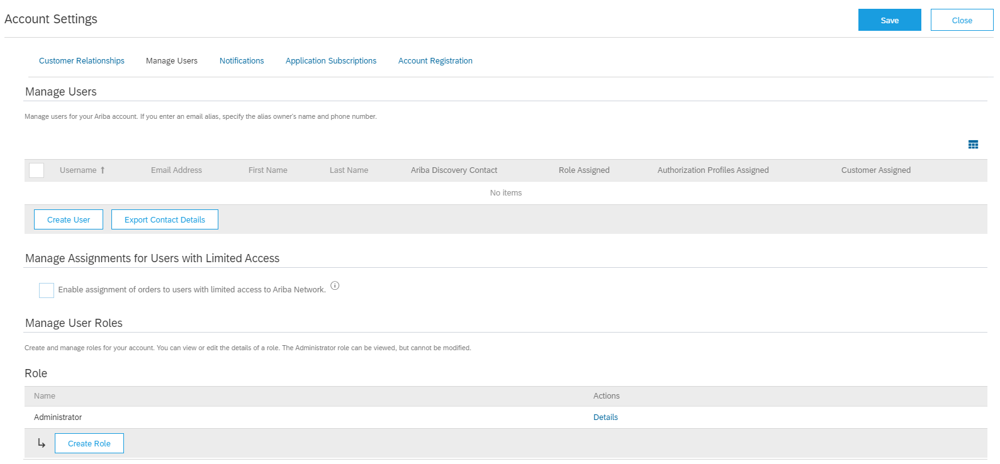 Account Settings
Save
Close
Customer Relationships
Manage Users
Notifications
Application Subscriptions
Account Registration
Manage Users
Manage users for your Ariba account. If you enter an email alias, specify the alias owner's name and phone number.
Username ↑
Email Address
First Name
Last Name
Ariba Discovery Contact
Role Assigned
Authorization Profiles Assigned
Customer Assigned
No items
Create User
Export Contact Details
Manage Assignments for Users with Limited Access
Enable assignment of orders to users with limited access to Ariba Network.
Manage User Roles
Create and manage roles for your account. You can view or edit the details of a role. The Administrator role can be viewed, but cannot be modified.
Role
Name
Actions
Administrator
Details
Create Role